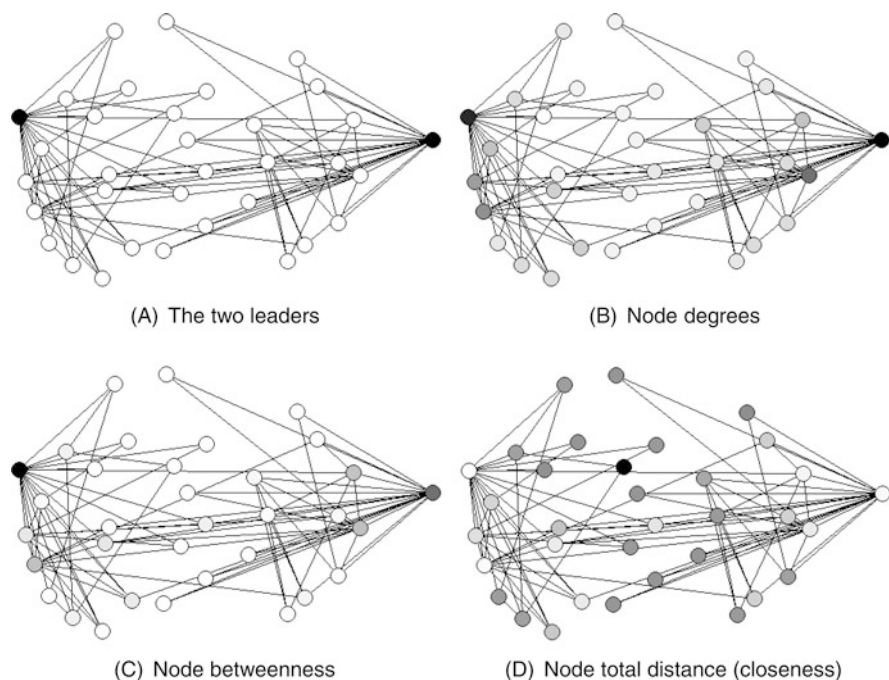 (A) The two leaders
(B) Node degrees
(C) Node betweenness
(D) Node total distance (closeness)